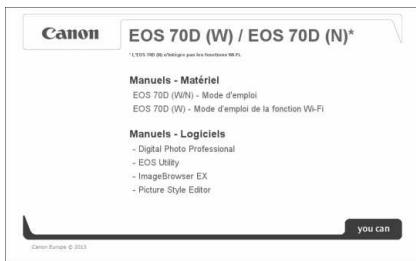 Canon
EOS 70D (W) / EOS 70D (N)*
* L'EOS 70D (N) n'intègre pas les fonctions Wi-Fi.
Manuels - Matériel
EOS 70D (W/N) - Mode d'emploi
EOS 70D (W) - Mode d'emploi de la fonction Wi-Fi
Manuels - Logiciels
- Digital Photo Professional
- EOS Utility
- ImageBrowser EX
- Picture Style Editor
you can
Canon Europe © 2013